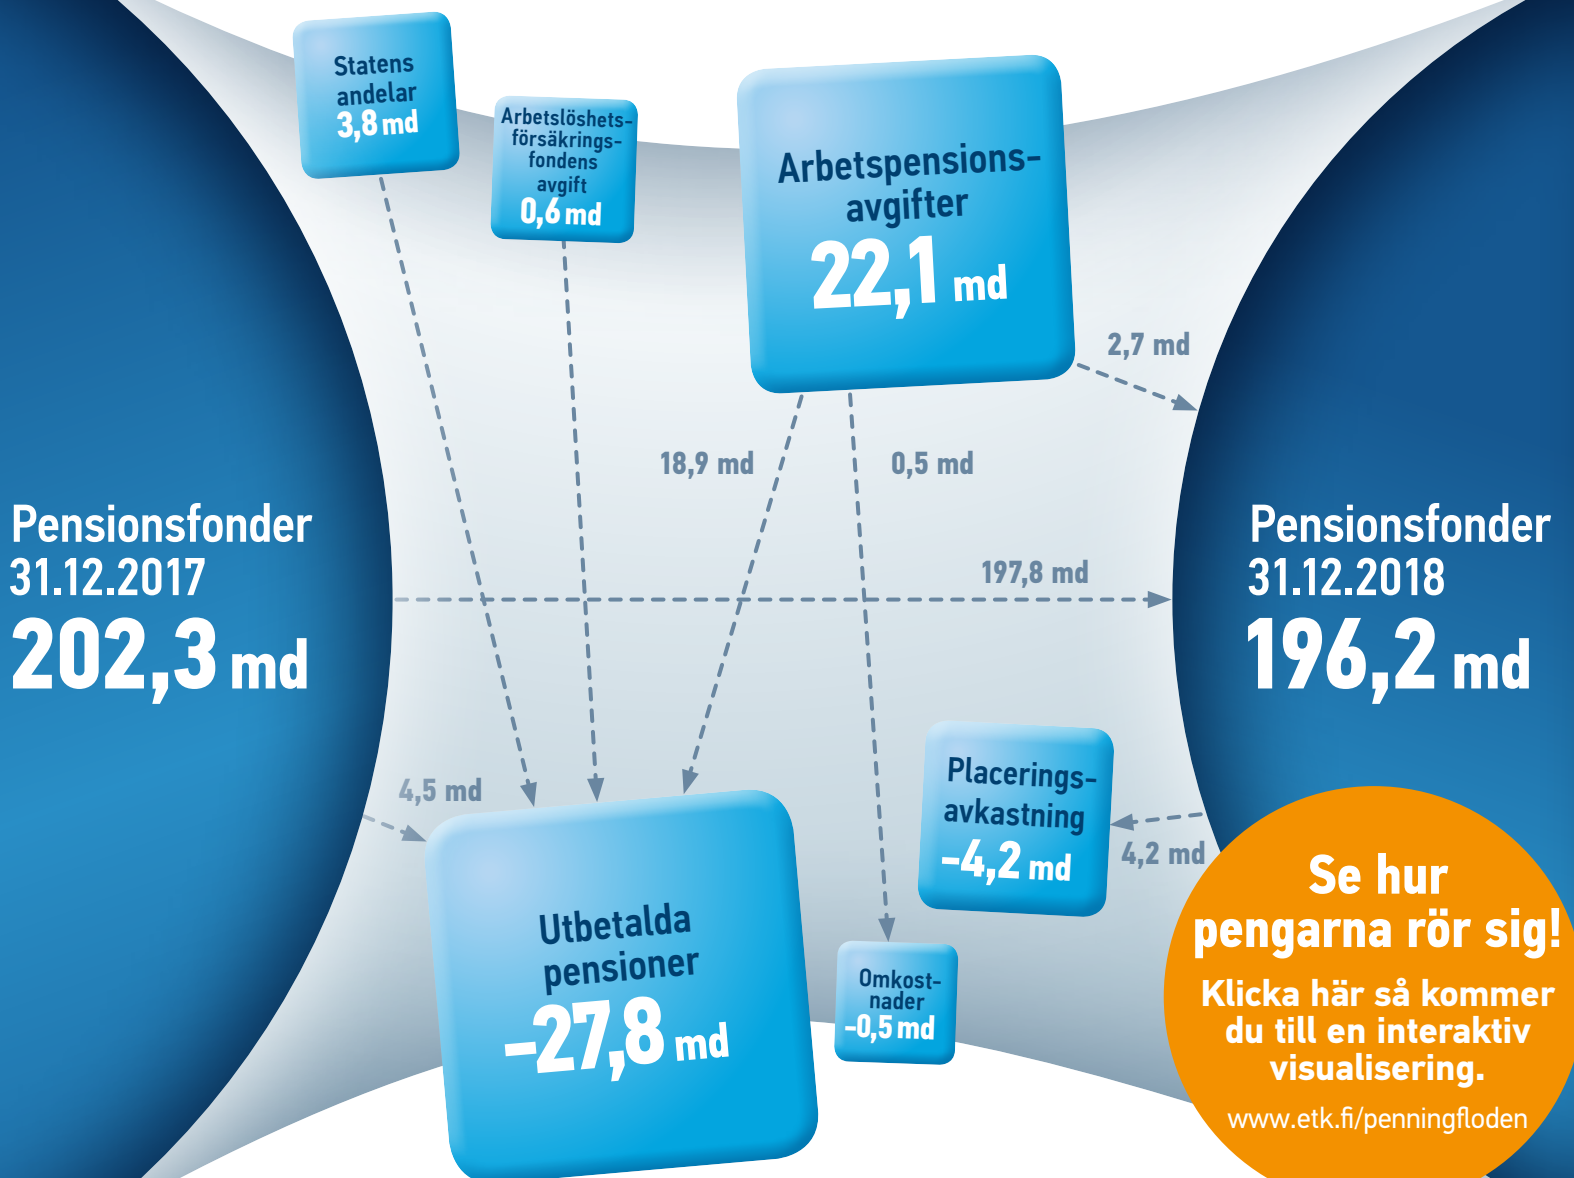 Statens
andelar
3,8 md
Arbetslöshets-
försäkrings-
fondens
avgift
0,6 md
Arbetspensions-
avgifter
22,1 md
2,7 md
18,9 md
0,5 md
Pensionsfonder
31.12.2017
202,3 md
197,8 md
Pensionsfonder
31.12.2018
196,2 md
4,5 md
Placerings-
avkastning
–4,2 md
4,2 md
Utbetalda
pensioner
–27,8 md
Omkost-
nader
–0,5 md
Se hur
pengarna rör sig!
Klicka här så kommer
du till en interaktiv
visualisering.
www.etk.fi/penningfloden